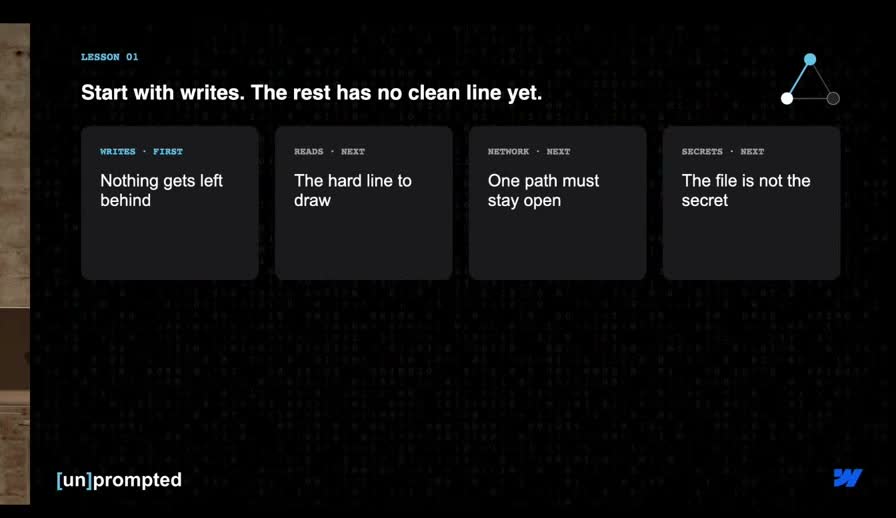 LESSON 01
Start with writes. The rest has no clean line yet.
WRITES · FIRST
Nothing gets left
behind
READS · NEXT
The hard line to
draw
NETWORK · NEXT
One path must
stay open
SECRETS · NEXT
The file is not the
secret
[un]prompted